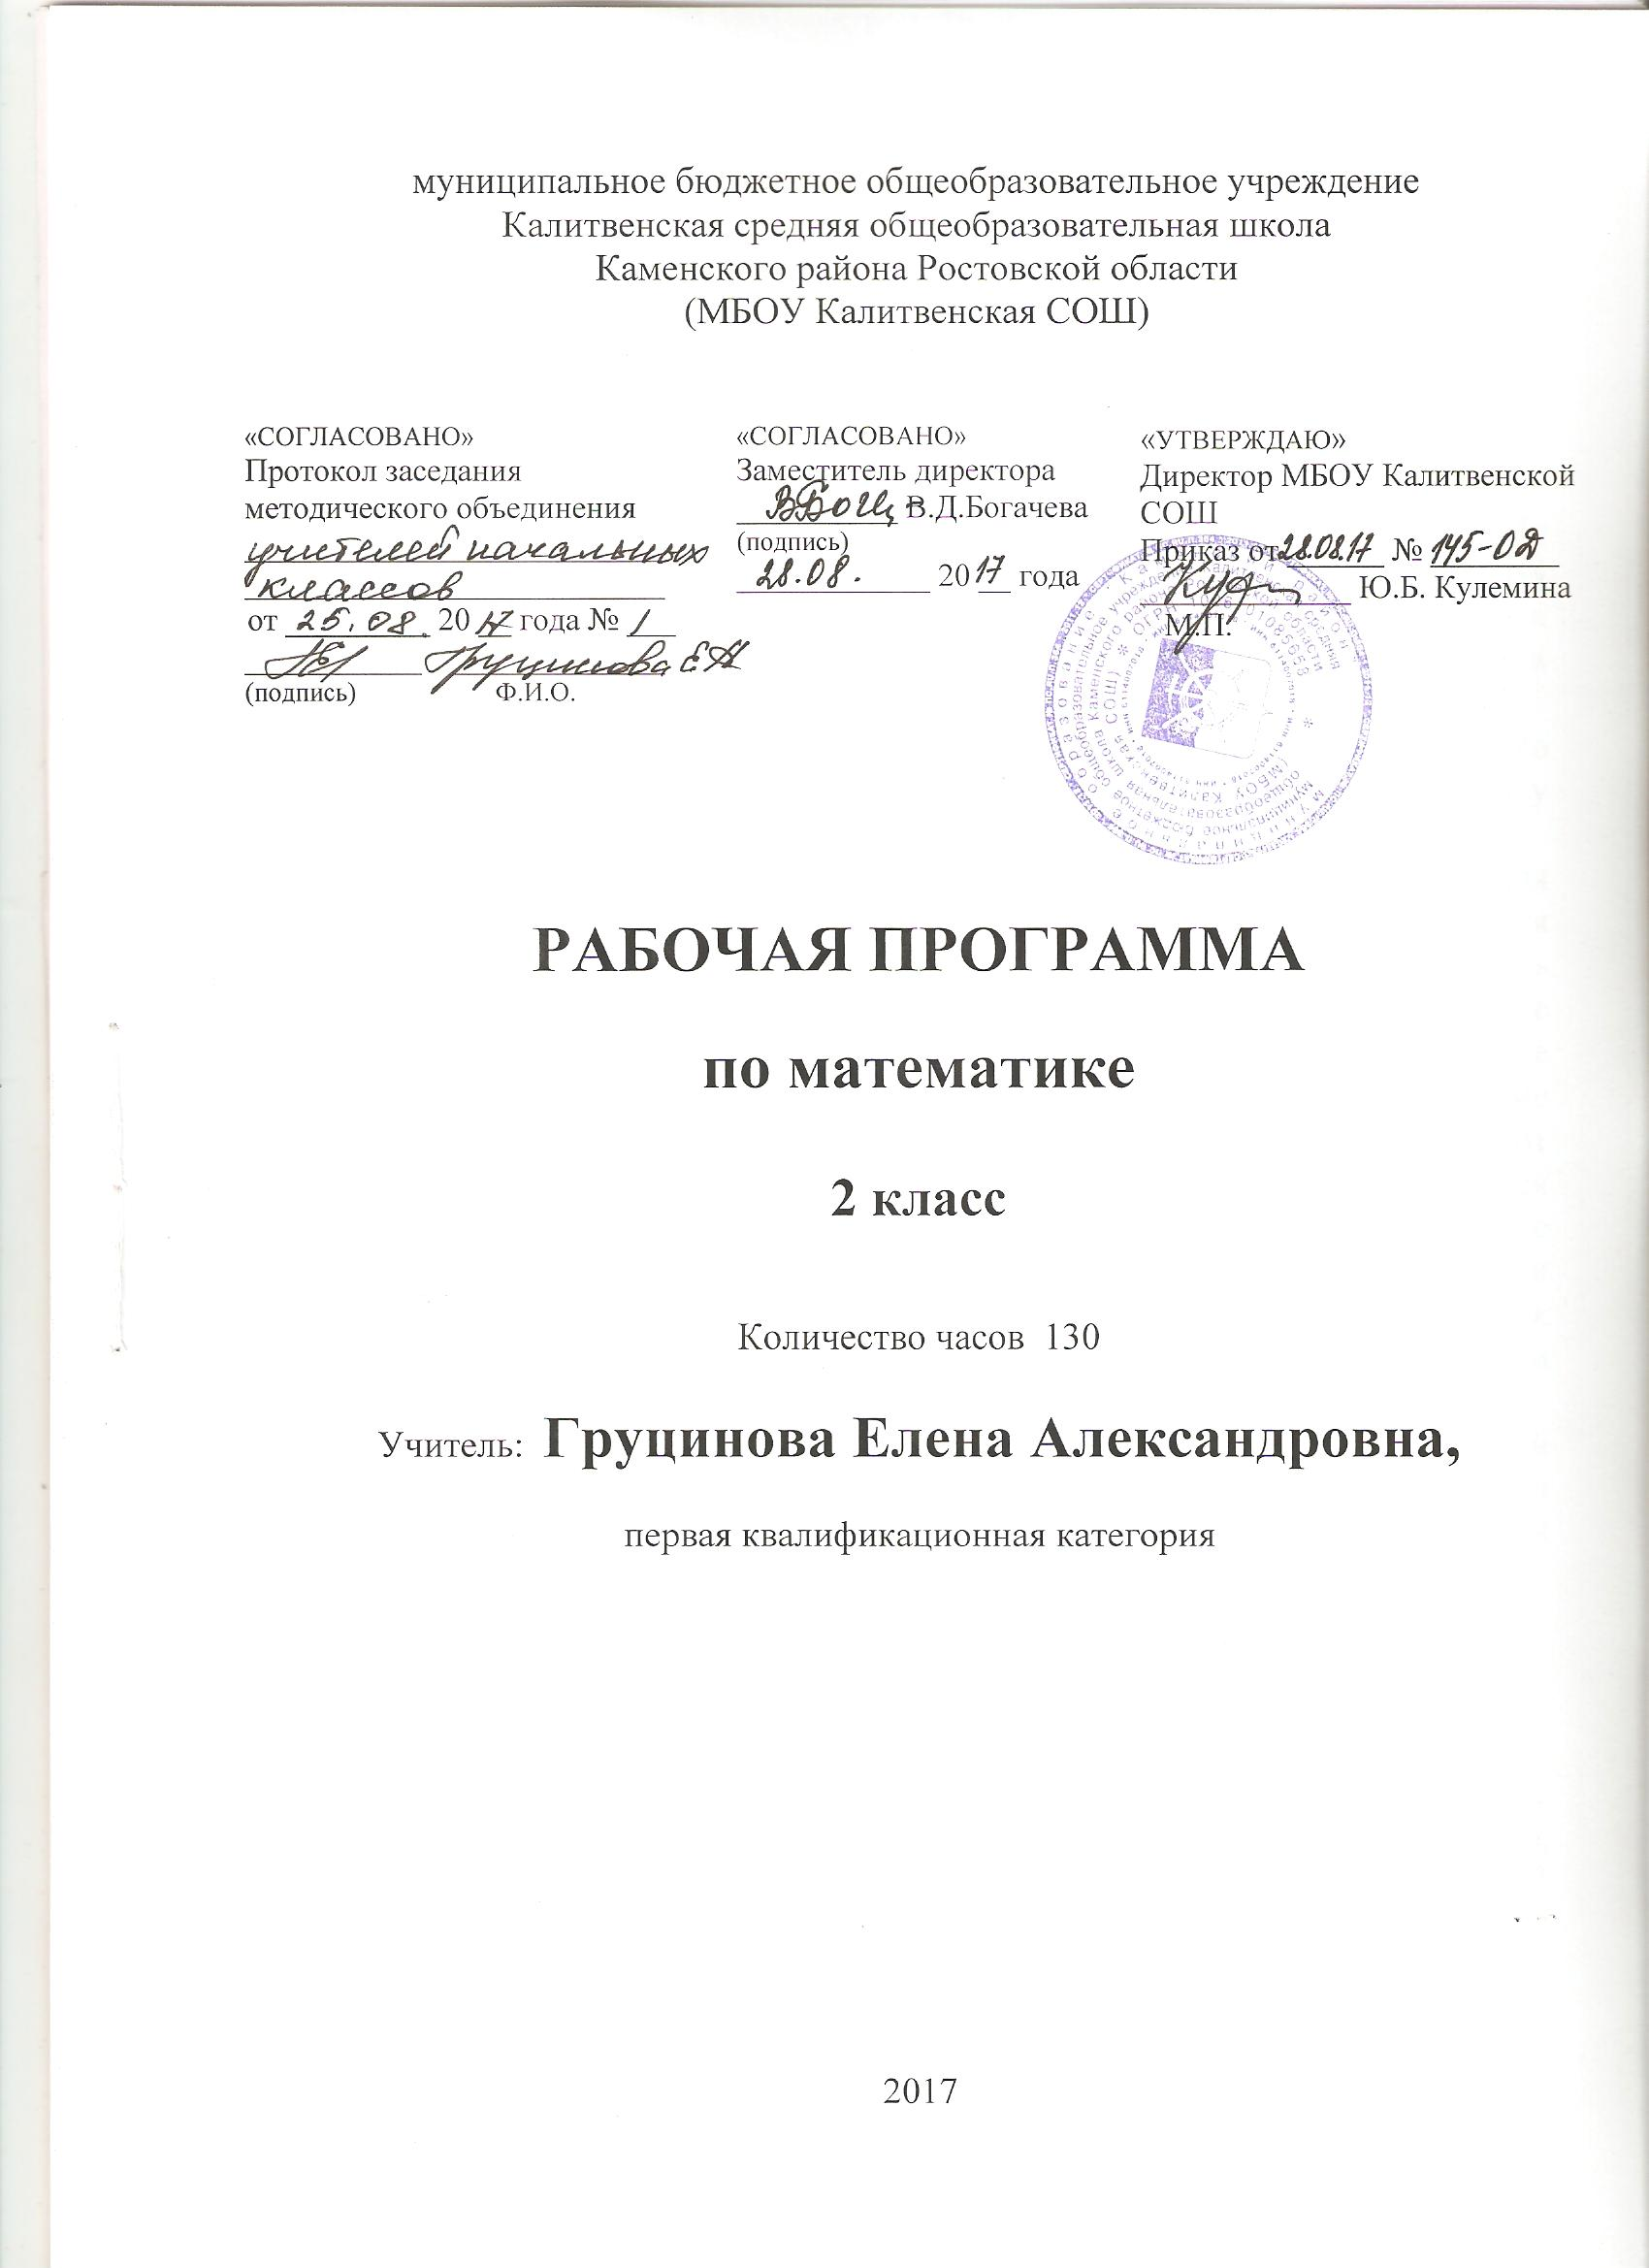 муниципальное бюджетное общеобразовательное учреждение
Калитвенская средняя общеобразовательная школа
Каменского района Ростовской области
(МБОУ Калитвенская СОШ)
«СОГЛАСОВАНО»
Протокол заседания
методического объединения
учителей начальных
классов
от 25.08. 2017 года № 1
Груцинова ЕА
(подпись) Ф.И.О.
«СОГЛАСОВАНО»
Заместитель директора
В.Д.Богачева
(подпись)
28.08. 2017 года
«УТВЕРЖДАЮ»
Директор МБОУ Калитвенской
СОШ
Приказ от 28.08.17 № 145-ОД
Ю.Б. Кулемина
М.П.
РАБОЧАЯ ПРОГРАММА
по математике
2 класс
Количество часов 130
Учитель: Груцинова Елена Александровна,
первая квалификационная категория
2017